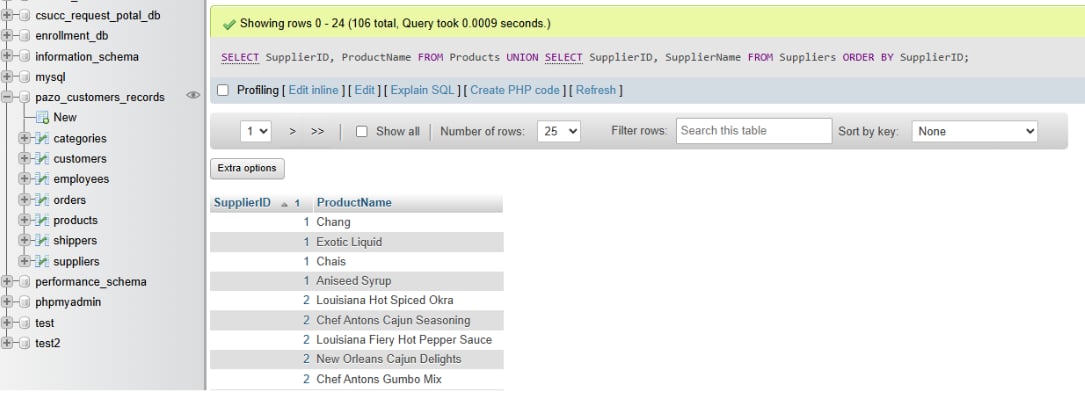 csucc_request_potal_db
enrollment_db
information_schema
mysql
pazo_customers_records
New
categories
customers
employees
orders
products
shippers
suppliers
performance_schema
phpmyadmin
test
test2
Showing rows 0 - 24 (106 total, Query took 0.0009 seconds.)
SELECT SupplierID, ProductName FROM Products UNION SELECT SupplierID, SupplierName FROM Suppliers ORDER BY SupplierID;
Profiling [ Edit inline ] [ Edit ] [ Explain SQL ] [ Create PHP code ] [ Refresh ]
1 > >> Show all Number of rows: 25 Filter rows: Search this table Sort by key: None
Extra options
SupplierID 1 ProductName
1 Chang
1 Exotic Liquid
1 Chais
1 Aniseed Syrup
2 Louisiana Hot Spiced Okra
2 Chef Antons Cajun Seasoning
2 Louisiana Fiery Hot Pepper Sauce
2 New Orleans Cajun Delights
2 Chef Antons Gumbo Mix